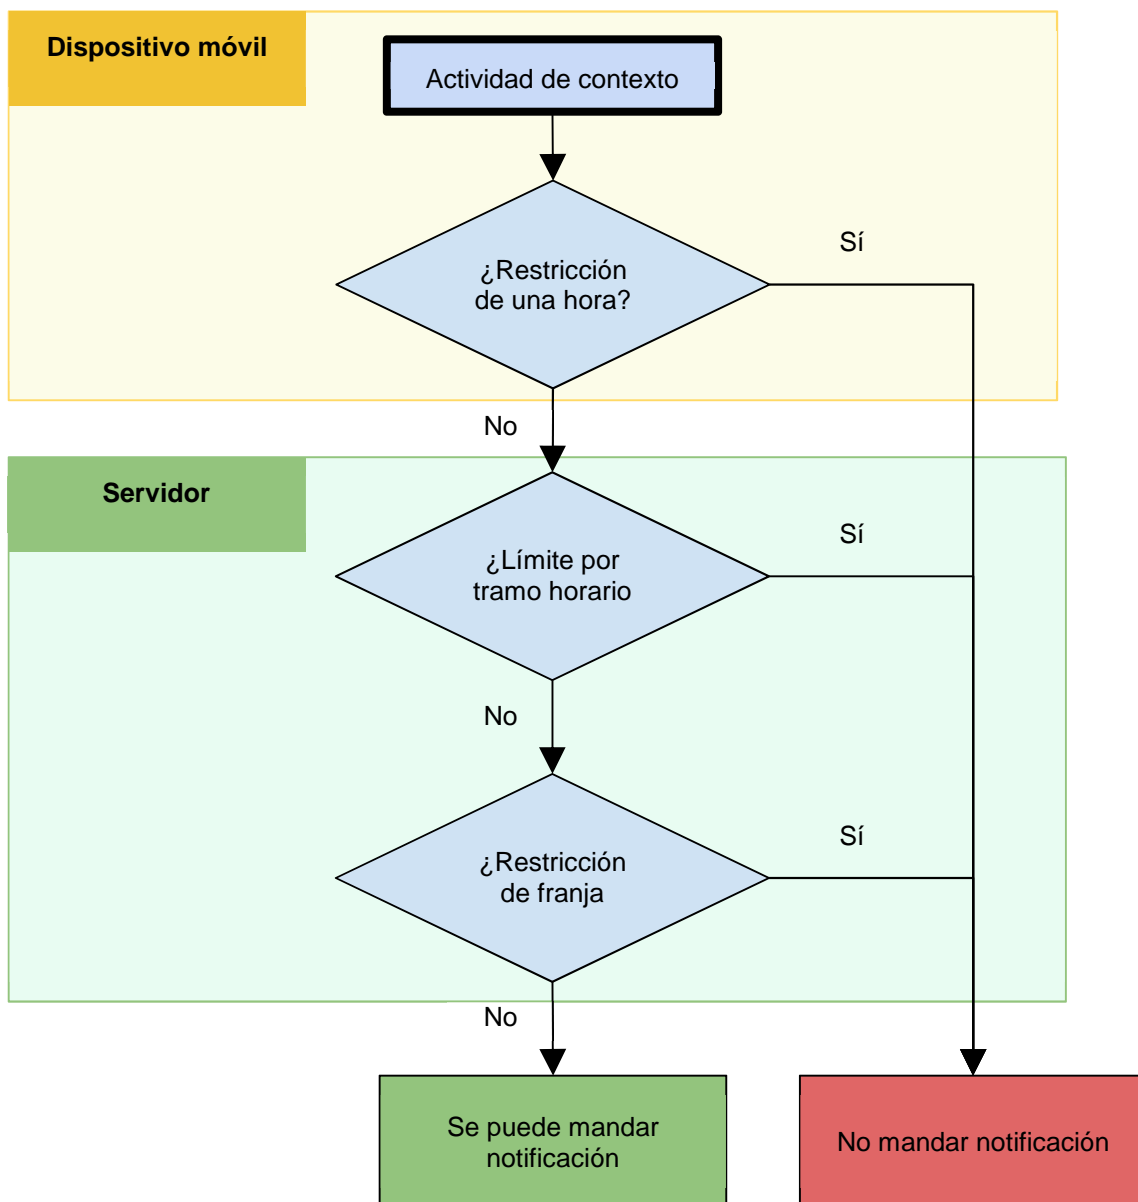 Dispositivo móvil
Actividad de contexto
¿Restricción
de una hora?
Sí
No
Servidor
¿Límite por
tramo horario
Sí
No
¿Restricción
de franja
Sí
No
Se puede mandar
notificación
No mandar notificación